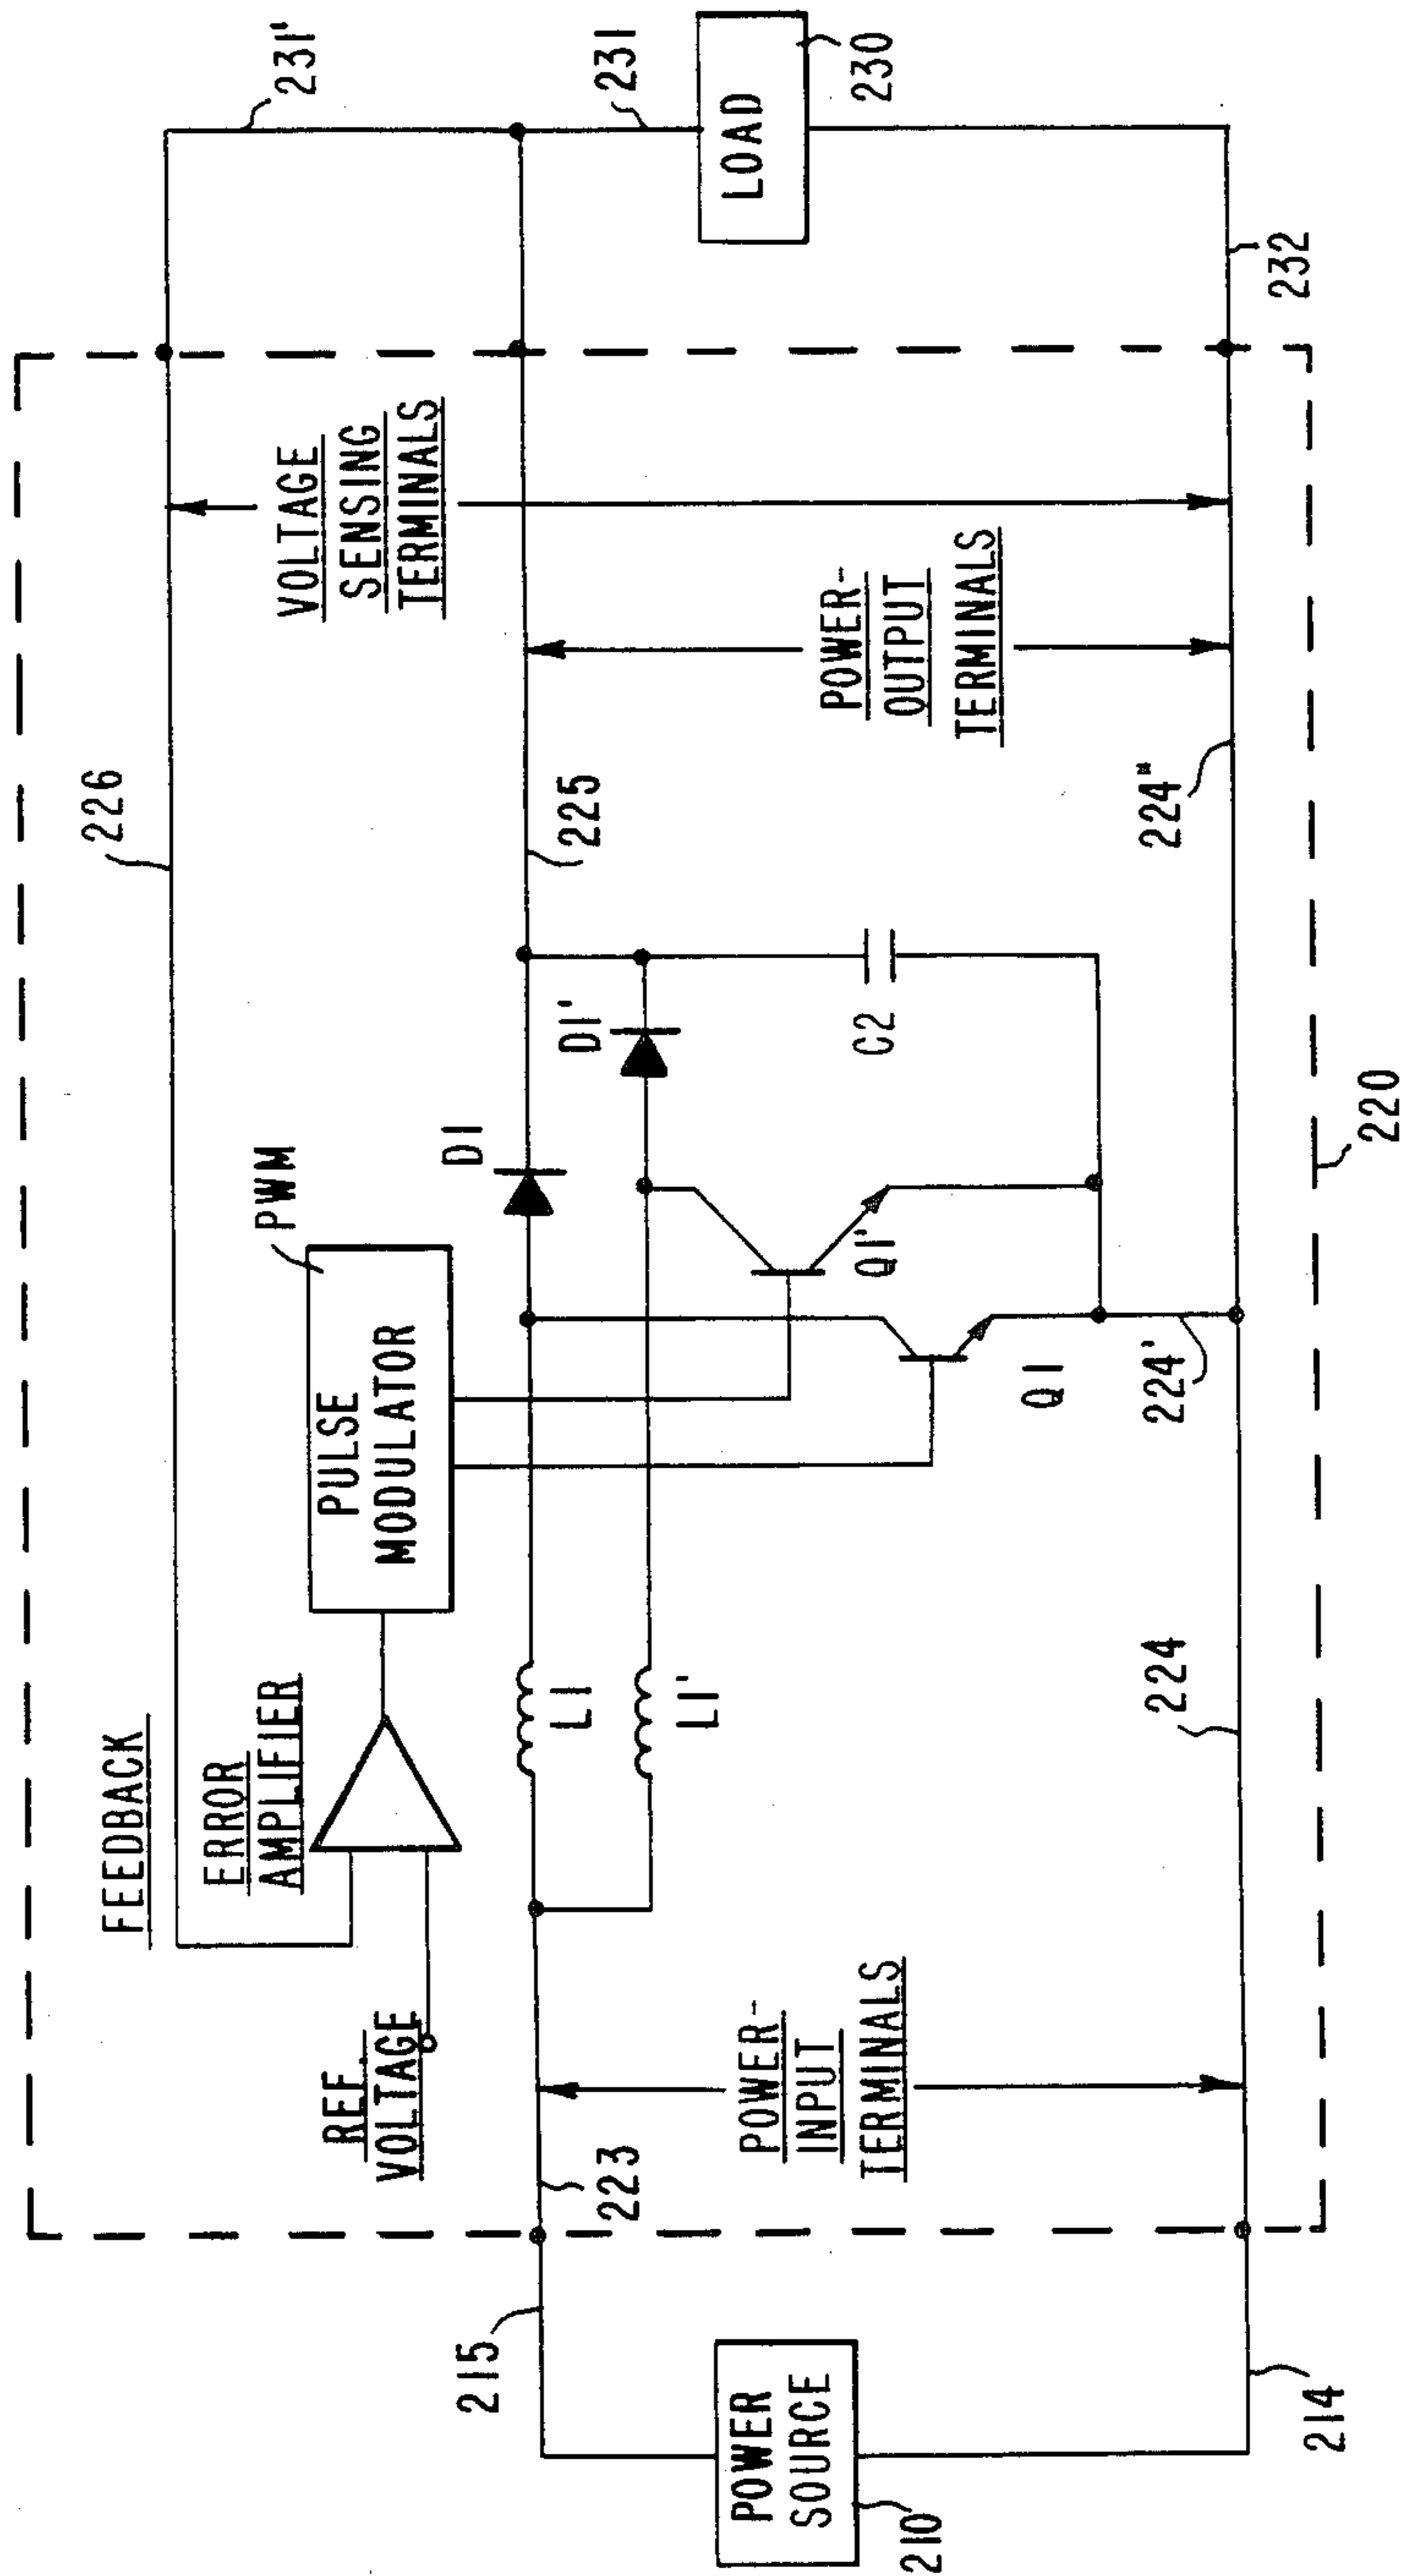 226
231'
FEEDBACK
ERROR
AMPLIFIER
PULSE
MODULATOR
PWM
VOLTAGE
SENSING
TERMINALS
REF.
VOLTAGE
215
223
L1
L1'
D1
D1'
225
231
POWER
SOURCE
210
POWER-
INPUT
TERMINALS
Q1
Q1'
C2
POWER-
OUTPUT
TERMINALS
LOAD
230
214
224
224'
224"
232
220